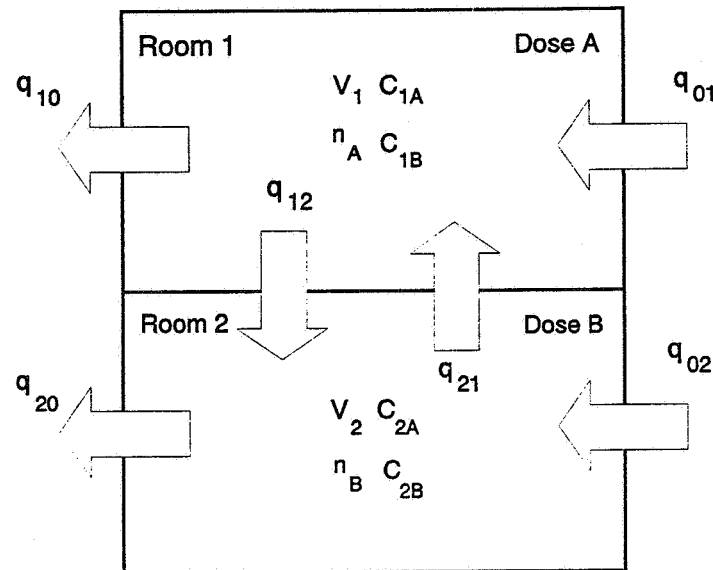 Room 1 Dose A
q10 q01
V1 C1A
nA C1B
q12
Room 2 Dose B
q21
q20 q02
V2 C2A
nB C2B